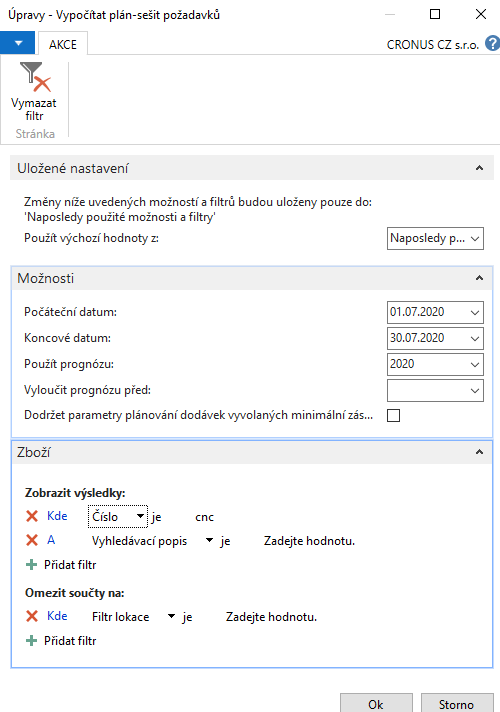 Úpravy - Vypočítat plán-sešit požadavků
AKCE
CRONUS CZ s.r.o. ?
Vymazat
filtr
Stránka
Uložené nastavení
Změny níže uvedených možností a filtrů budou uloženy pouze do:
'Naposledy použité možnosti a filtry'
Použít výchozí hodnoty z: Naposledy p...
Možnosti
Počáteční datum: 01.07.2020
Koncové datum: 30.07.2020
Použít prognózu: 2020
Vyloučit prognózu před:
Dodržet parametry plánování dodávek vyvolaných minimální zás...
Zboží
Zobrazit výsledky:
Kde Číslo je cnc
A Vyhledávací popis je Zadejte hodnotu.
Přidat filtr
Omezit součty na:
Kde Filtr lokace je Zadejte hodnotu.
Přidat filtr
Ok Storno